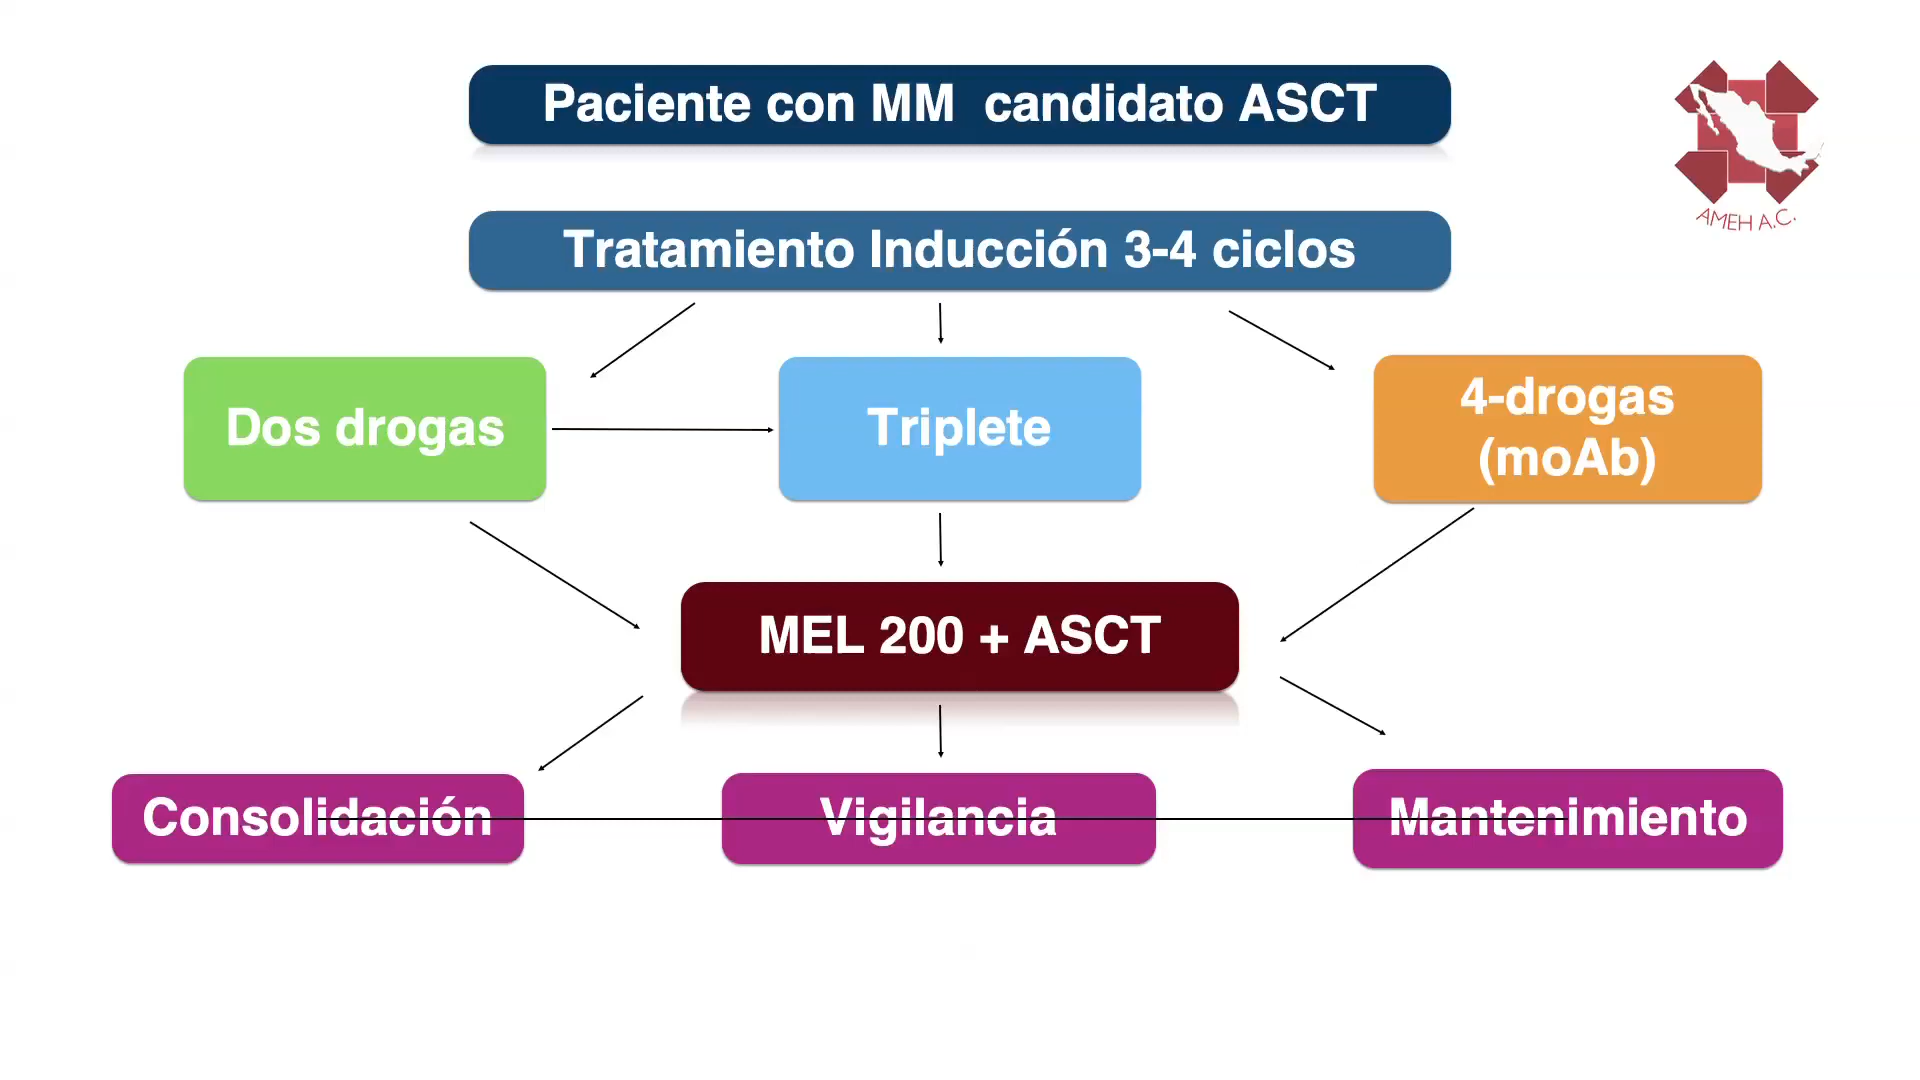 Paciente con MM candidato ASCT
AMEH A.C.
Tratamiento Inducción 3-4 ciclos
Dos drogas
Triplete
4-drogas
(moAb)
MEL 200 + ASCT
Consolidación
Vigilancia
Mantenimiento